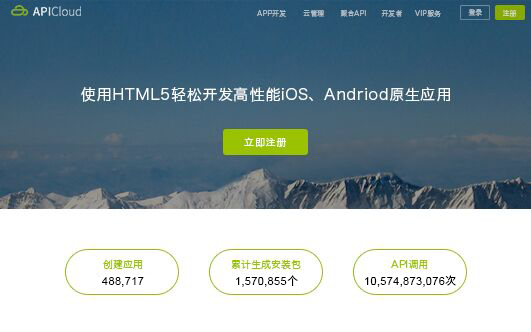 APICloud
APP开发 云管理 聚合API 开发者 VIP服务 登录 注册
使用HTML5轻松开发高性能iOS、Andriod原生应用
立即注册
创建应用
488,717
累计生成安装包
1,570,855个
API调用
10,574,873,076次